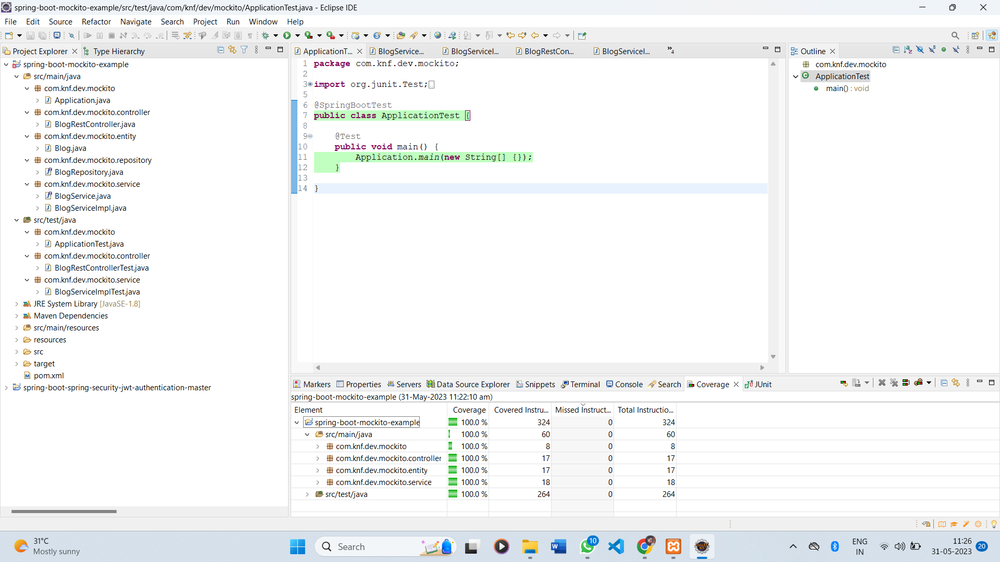 spring-boot-mockito-example/src/test/java/com/knf/dev/mockito/ApplicationTest.java - Eclipse IDE
File Edit Source Refactor Navigate Search Project Run Window Help
Project Explorer Type Hierarchy
spring-boot-mockito-example
src/main/java
com.knf.dev.mockito
Application.java
com.knf.dev.mockito.controller
BlogRestController.java
com.knf.dev.mockito.entity
Blog.java
com.knf.dev.mockito.repository
BlogRepository.java
com.knf.dev.mockito.service
BlogService.java
BlogServiceImpl.java
src/test/java
com.knf.dev.mockito
ApplicationTest.java
com.knf.dev.mockito.controller
BlogRestControllerTest.java
com.knf.dev.mockito.service
BlogServiceImplTest.java
JRE System Library [JavaSE-1.8]
Maven Dependencies
src/main/resources
resources
src
target
pom.xml
spring-boot-spring-security-jwt-authentication-master
ApplicationT... BlogService... BlogServiceI... BlogRestCon... BlogServiceI... »4
1 package com.knf.dev.mockito;
2
3 import org.junit.Test;
5
6 @SpringBootTest
7 public class ApplicationTest {
8
9 @Test
10 public void main() {
11 Application.main(new String[] {});
12 }
13
14 }
Outline
com.knf.dev.mockito
ApplicationTest
main() : void
Markers Properties Servers Data Source Explorer Snippets Terminal Console Search Coverage JUnit
spring-boot-mockito-example (31-May-2023 11:22:10 am)
Element Coverage Covered Instru... Missed Instruct... Total Instructio...
spring-boot-mockito-example 100.0 % 324 0 324
src/main/java 100.0 % 60 0 60
com.knf.dev.mockito 100.0 % 8 0 8
com.knf.dev.mockito.controller 100.0 % 17 0 17
com.knf.dev.mockito.entity 100.0 % 17 0 17
com.knf.dev.mockito.service 100.0 % 18 0 18
src/test/java 100.0 % 264 0 264
31°C
Mostly sunny
Search
10
ENG
IN
11:26
31-05-2023
20